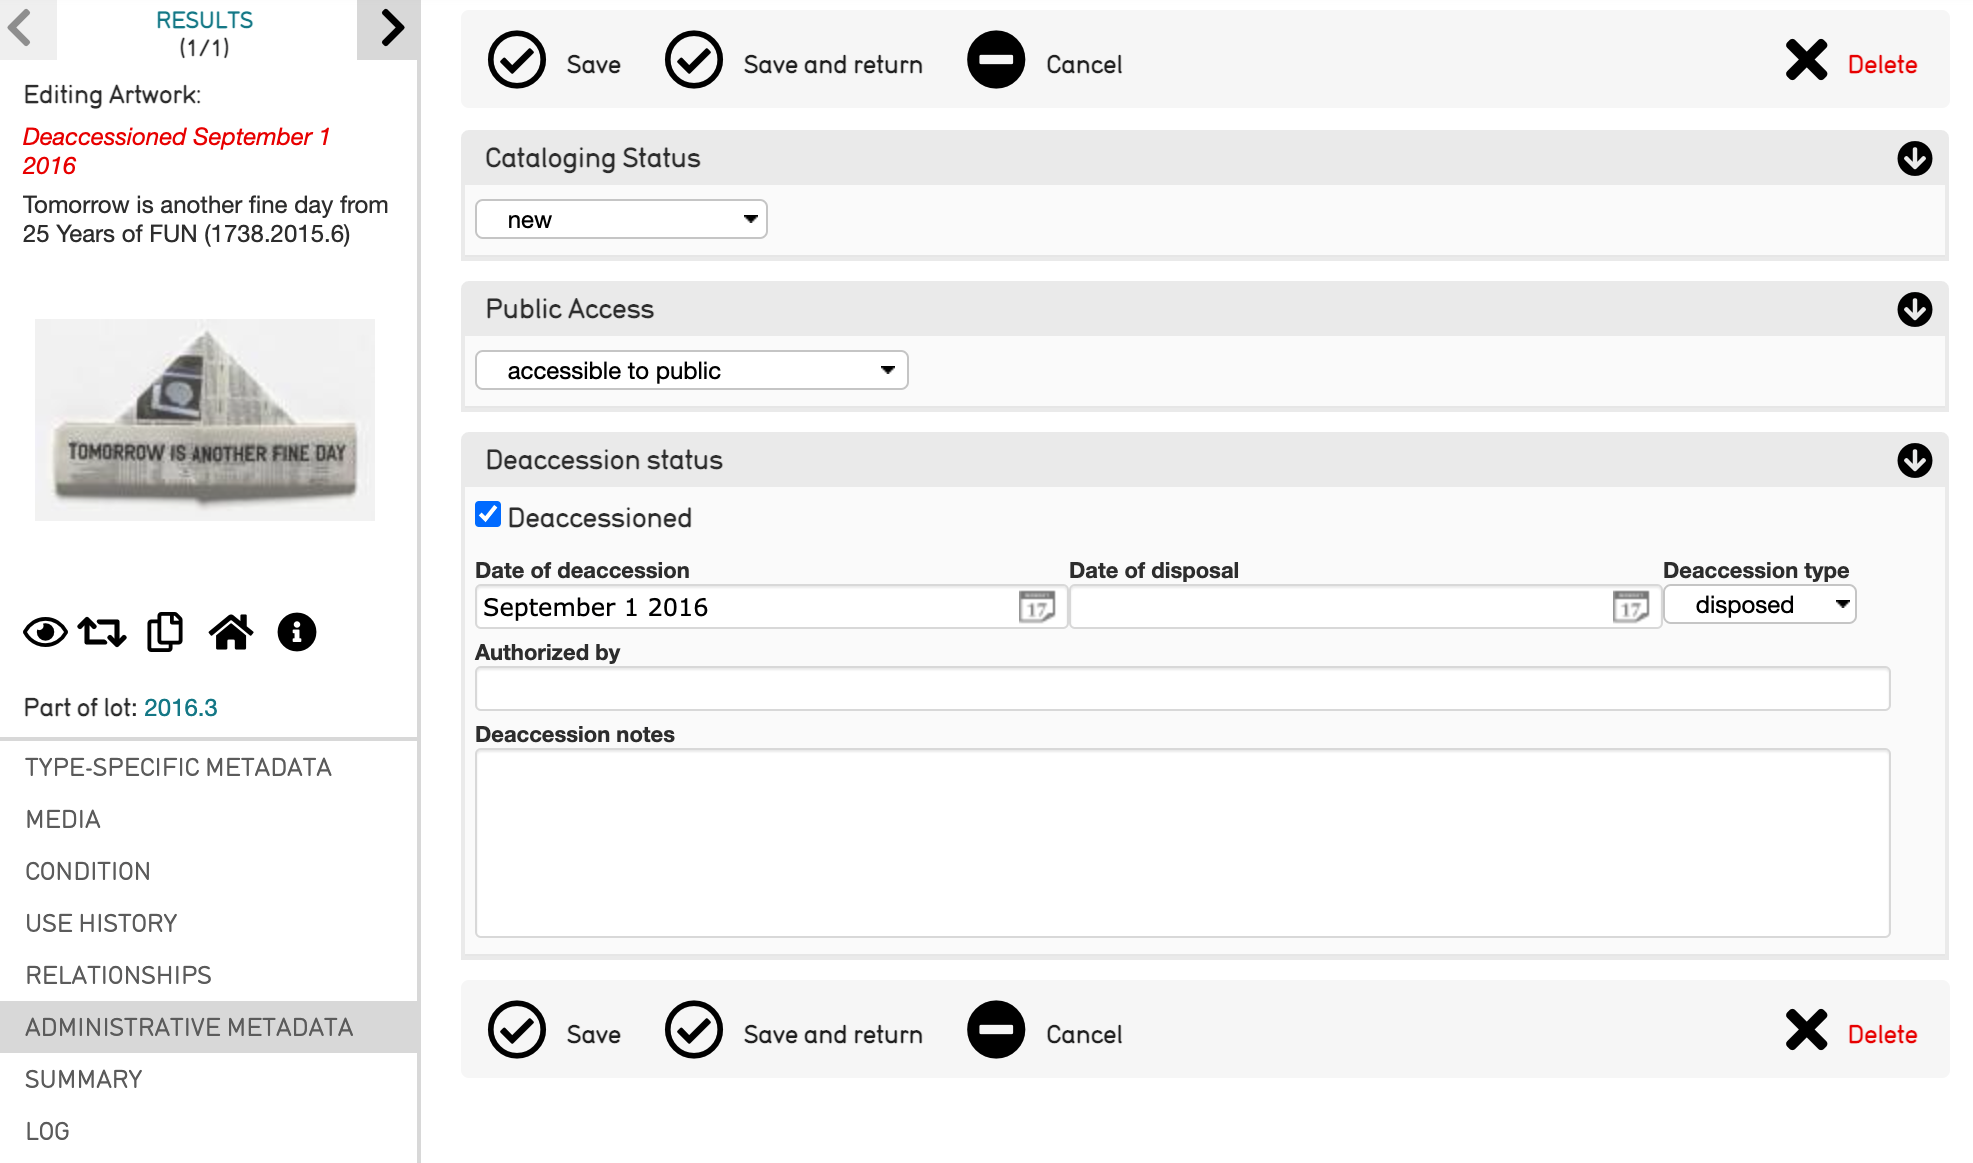 RESULTS
(1/1)
Editing Artwork:
Deaccessioned September 1
2016
Tomorrow is another fine day from
25 Years of FUN (1738.2015.6)
TOMORROW IS ANOTHER FINE DAY
Part of lot: 2016.3
TYPE-SPECIFIC METADATA
MEDIA
CONDITION
USE HISTORY
RELATIONSHIPS
ADMINISTRATIVE METADATA
SUMMARY
LOG
Save Save and return Cancel Delete
Cataloging Status
new
Public Access
accessible to public
Deaccession status
Deaccessioned
Date of deaccession Date of disposal Deaccession type
September 1 2016 17 17 disposed
Authorized by
Deaccession notes
Save Save and return Cancel Delete